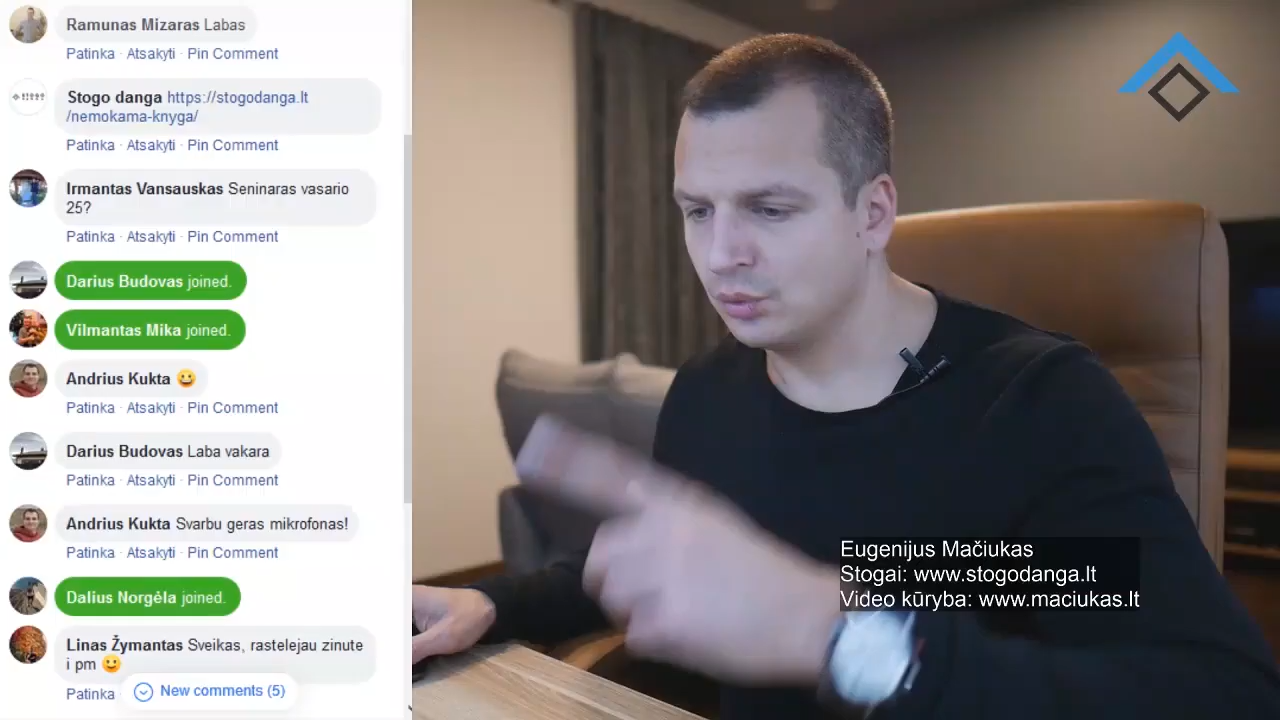 Ramunas Mizaras Labas
Patinka · Atsakyti · Pin Comment
Stogo danga https://stogodanga.lt
/nemokama-knyga/
Patinka · Atsakyti · Pin Comment
Irmantas Vansauskas Seninaras vasario
25?
Patinka · Atsakyti · Pin Comment
Darius Budovas joined.
Vilmantas Mika joined.
Andrius Kukta 😀
Patinka · Atsakyti · Pin Comment
Darius Budovas Laba vakara
Patinka · Atsakyti · Pin Comment
Andrius Kukta Svarbu geras mikrofonas!
Patinka · Atsakyti · Pin Comment
Dalius Norgėla joined.
Linas Žymantas Sveikas, rastelejau zinute
i pm 🙂
Patinka
New comments (5)
Eugenijus Mačiukas
Stogai: www.stogodanga.lt
Video kūryba: www.maciukas.lt